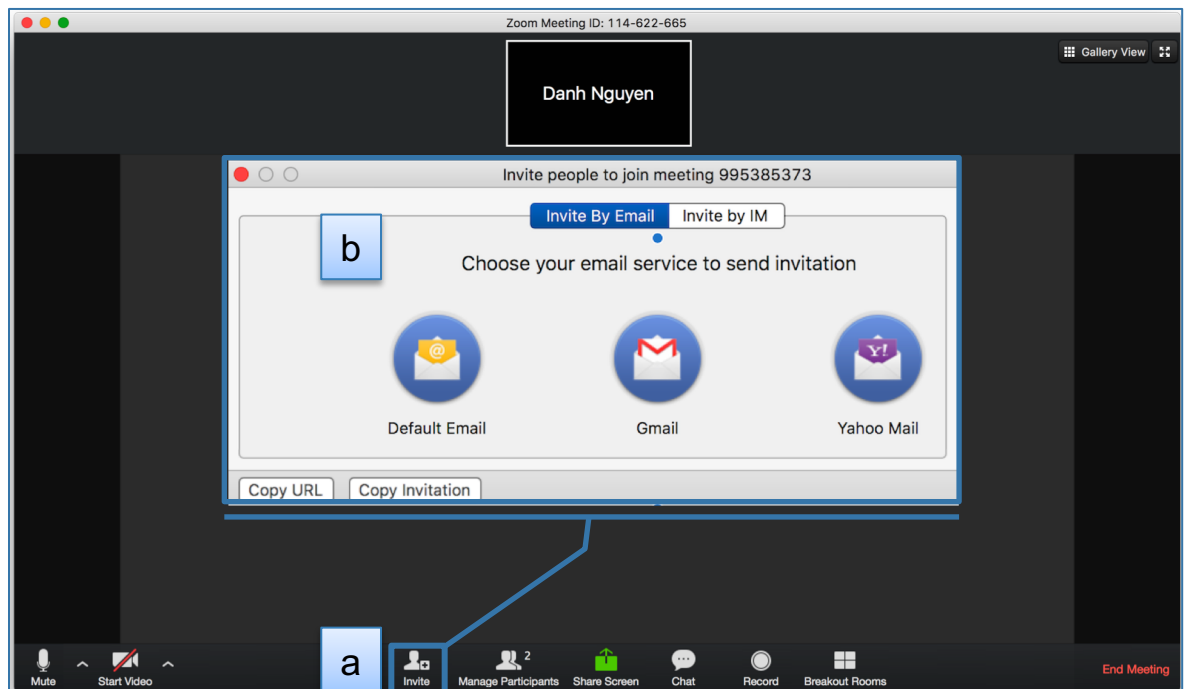 Zoom Meeting ID: 114-622-665
Gallery View
Danh Nguyen
Invite people to join meeting 995385373
Invite By Email Invite by IM
b
Choose your email service to send invitation
@ Y!
Default Email Gmail Yahoo Mail
Copy URL Copy Invitation
a
2
Mute Start Video Invite Manage Participants Share Screen Chat Record Breakout Rooms End Meeting